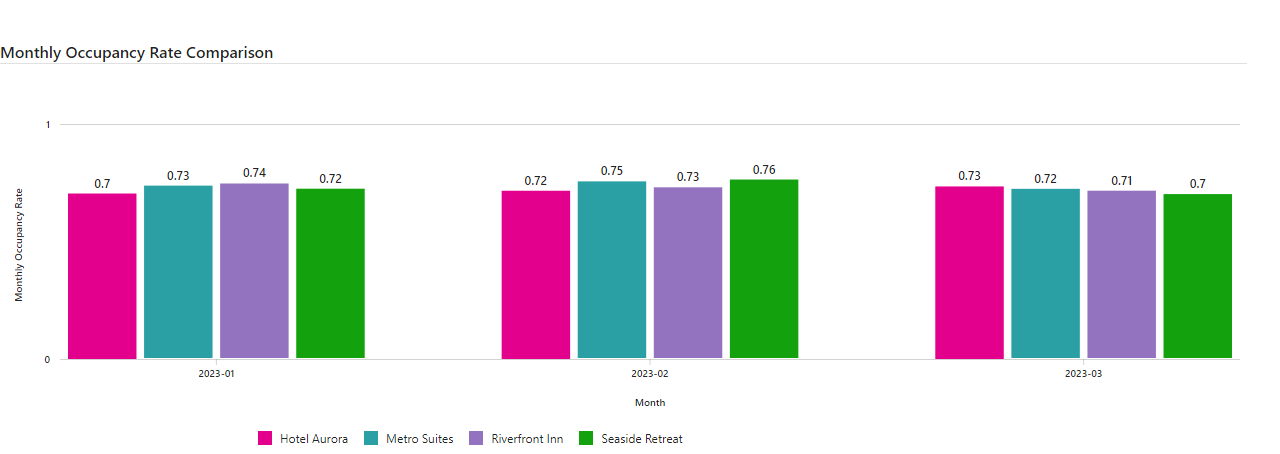 Monthly Occupancy Rate Comparison
1
0.7 0.73 0.74 0.72 0.72 0.75 0.73 0.76 0.73 0.72 0.71 0.7
Monthly Occupancy Rate
0
2023-01 2023-02 2023-03
Month
Hotel Aurora Metro Suites Riverfront Inn Seaside Retreat